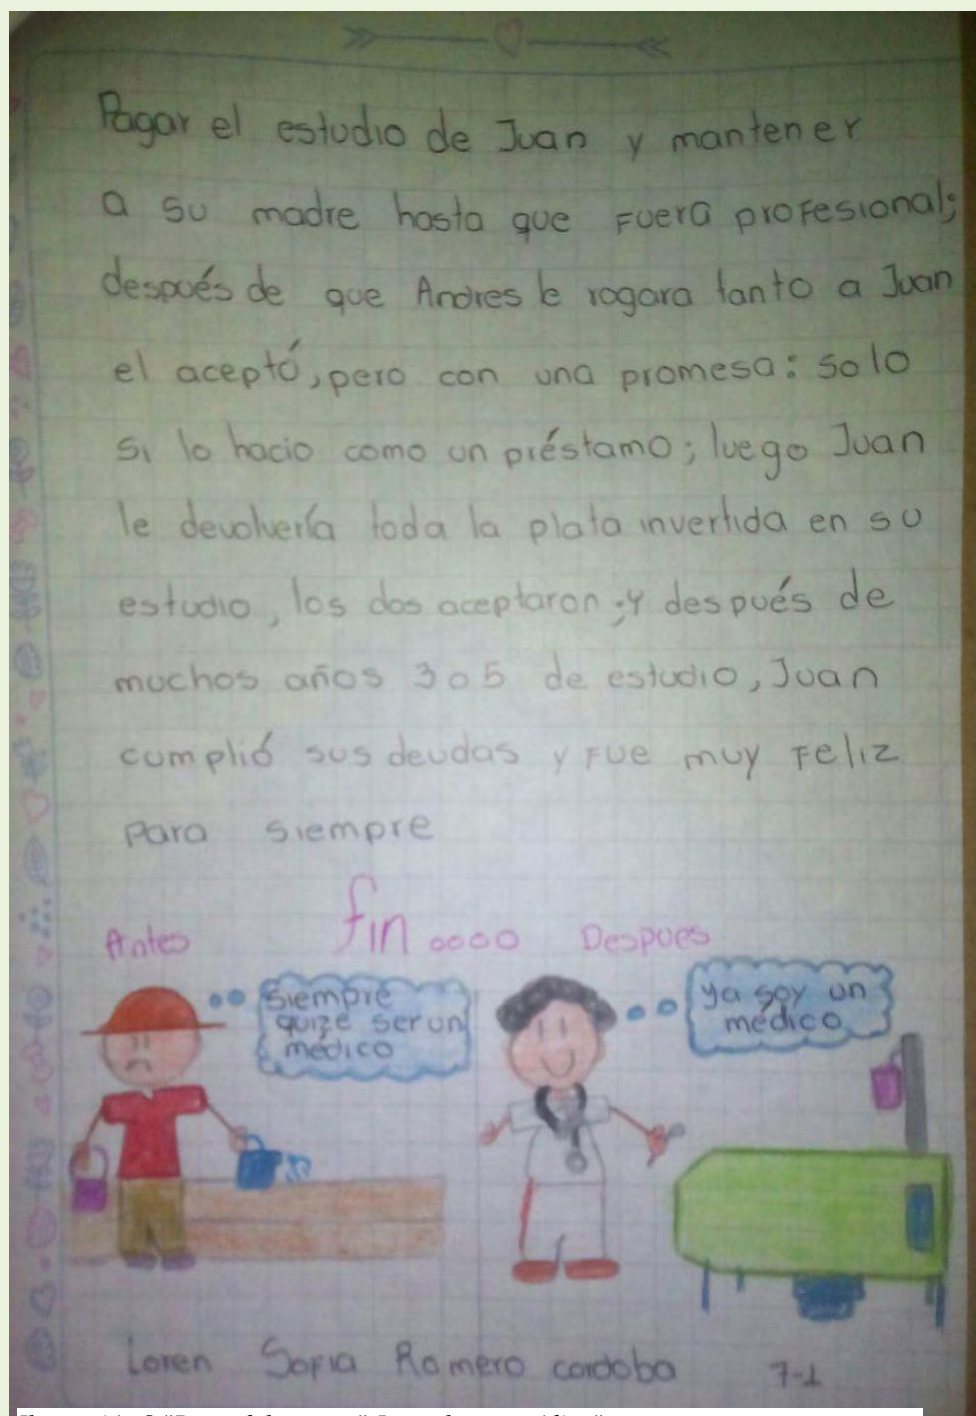 Pagar el estudio de Juan y mantener
a su madre hasta que Fuera profesional;
después de que Andres le rogara tanto a Juan
el aceptó, pero con una promesa: solo
si lo hacio como un préstamo; luego Juan
le devolvería toda la plata invertida en su
estudio, los dos aceptaron ; y después de
muchos años 3 o 5 de estudio, Juan
cumplió sus deudas y Fue muy Feliz
para siempre
Antes
fin oooo
Despues
Siempre
quize ser un
médico
ya soy un
médico
Loren Sofia Romero cordoba 7-1